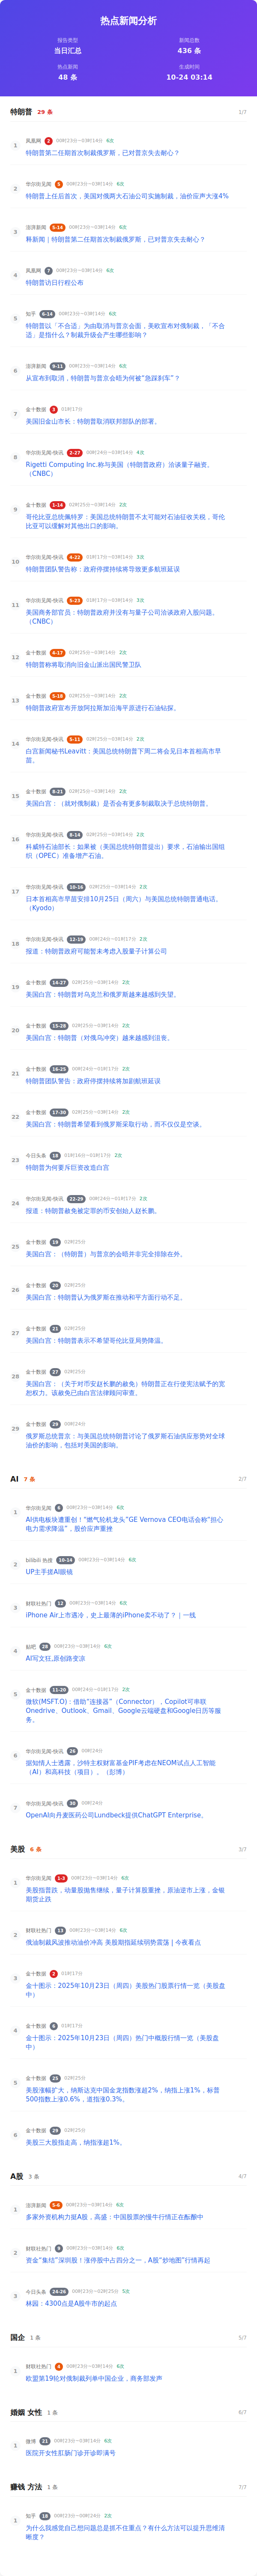 热点新闻分析
报告类型
新闻总数
当日汇总
436 条
热点新闻
生成时间
48 条
10-24 03:14
特朗普 29 条 1/7
1
凤凰网 2 00时23分~03时14分 6次
特朗普第二任期首次制裁俄罗斯，已对普京失去耐心？
2
华尔街见闻 5 00时23分~03时14分 6次
特朗普上任后首次，美国对俄两大石油公司实施制裁，油价应声大涨4%
3
澎湃新闻 5-14 00时23分~03时14分 6次
释新闻｜特朗普第二任期首次制裁俄罗斯，已对普京失去耐心？
4
凤凰网 7 00时23分~03时14分 6次
特朗普访日行程公布
5
知乎 6-14 00时23分~03时14分 6次
特朗普以「不合适」为由取消与普京会面，美欧宣布对俄制裁，「不合
适」是指什么？制裁升级会产生哪些影响？
6
澎湃新闻 9-11 00时23分~03时14分 6次
从宣布到取消，特朗普与普京会晤为何被“急踩刹车”？
7
金十数据 3 01时17分
美国旧金山市长：特朗普取消联邦部队的部署。
8
华尔街见闻-快讯 2-27 00时24分~03时14分 4次
Rigetti Computing Inc.称与美国（特朗普政府）洽谈量子融资。
（CNBC）
9
金十数据 1-14 02时25分~03时14分 2次
哥伦比亚总统佩特罗：美国总统特朗普不太可能对石油征收关税，哥伦
比亚可以缓解对其他出口的影响。
10
华尔街见闻-快讯 4-22 01时17分~03时14分 3次
特朗普团队警告称：政府停摆持续将导致更多航班延误
11
华尔街见闻-快讯 5-23 01时17分~03时14分 3次
美国商务部官员：特朗普政府并没有与量子公司洽谈政府入股问题。
（CNBC）
12
金十数据 4-17 02时25分~03时14分 2次
特朗普称将取消向旧金山派出国民警卫队
13
金十数据 5-18 02时25分~03时14分 2次
特朗普政府宣布开放阿拉斯加沿海平原进行石油钻探。
14
华尔街见闻-快讯 5-11 02时25分~03时14分 2次
白宫新闻秘书Leavitt：美国总统特朗普下周二将会见日本首相高市早
苗。
15
金十数据 8-21 02时25分~03时14分 2次
美国白宫：（就对俄制裁）是否会有更多制裁取决于总统特朗普。
16
华尔街见闻-快讯 8-14 02时25分~03时14分 2次
科威特石油部长：如果被（美国总统特朗普提出）要求，石油输出国组
织（OPEC）准备增产石油。
17
华尔街见闻-快讯 10-16 02时25分~03时14分 2次
日本首相高市早苗安排10月25日（周六）与美国总统特朗普通电话。
（Kyodo）
18
华尔街见闻-快讯 12-19 00时24分~01时17分 2次
报道：特朗普政府可能暂未考虑入股量子计算公司
19
金十数据 14-27 02时25分~03时14分 2次
美国白宫：特朗普对乌克兰和俄罗斯越来越感到失望。
20
金十数据 15-28 02时25分~03时14分 2次
美国白宫：特朗普（对俄乌冲突）越来越感到沮丧。
21
金十数据 16-25 00时24分~01时17分 2次
特朗普团队警告：政府停摆持续将加剧航班延误
22
金十数据 17-30 02时25分~03时14分 2次
美国白宫：特朗普希望看到俄罗斯采取行动，而不仅仅是空谈。
23
今日头条 18 01时16分~01时17分 2次
特朗普为何要斥巨资改造白宫
24
华尔街见闻-快讯 22-29 00时24分~01时17分 2次
报道：特朗普赦免被定罪的币安创始人赵长鹏。
25
金十数据 19 02时25分
美国白宫：（特朗普）与普京的会晤并非完全排除在外。
26
金十数据 20 02时25分
美国白宫：特朗普认为俄罗斯在推动和平方面行动不足。
27
金十数据 21 02时25分
美国白宫：特朗普表示不希望哥伦比亚局势降温。
28
金十数据 27 02时25分
美国白宫：（关于对币安赵长鹏的赦免）特朗普正在行使宪法赋予的宽
恕权力。该赦免已由白宫法律顾问审查。
29
金十数据 29 00时24分
俄罗斯总统普京：与美国总统特朗普讨论了俄罗斯石油供应形势对全球
油价的影响，包括对美国的影响。
AI 7 条 2/7
1
华尔街见闻 6 00时23分~03时14分 6次
AI供电板块遭重创！“燃气轮机龙头”GE Vernova CEO电话会称“担心
电力需求降温”，股价应声重挫
2
bilibili 热搜 10-14 00时23分~03时14分 6次
UP主手搓AI眼镜
3
财联社热门 12 00时23分~03时14分 6次
iPhone Air上市遇冷，史上最薄的iPhone卖不动了？｜一线
4
贴吧 28 00时23分~03时14分 6次
AI写文狂,原创路变凉
5
金十数据 11-20 00时24分~01时17分 2次
微软(MSFT.O)：借助“连接器”（Connector），Copilot可串联
Onedrive、Outlook、Gmail、Google云端硬盘和Google日历等服
务。
6
华尔街见闻-快讯 26 00时24分
据知情人士透露，沙特主权财富基金PIF考虑在NEOM试点人工智能
（AI）和高科技（项目）。（彭博）
7
华尔街见闻-快讯 30 00时24分
OpenAI向丹麦医药公司Lundbeck提供ChatGPT Enterprise。
美股 6 条 3/7
1
华尔街见闻 1-3 00时23分~03时14分 6次
美股指普跌，动量股抛售继续，量子计算股重挫，原油逆市上涨，金银
期货止跌
2
财联社热门 13 00时23分~03时14分 6次
俄油制裁风波推动油价冲高 美股期指延续弱势震荡｜今夜看点
3
金十数据 2 01时17分
金十图示：2025年10月23日（周四）美股热门股票行情一览（美股盘
中）
4
金十数据 6 01时17分
金十图示：2025年10月23日（周四）热门中概股行情一览（美股盘
中）
5
金十数据 25 02时25分
美股涨幅扩大，纳斯达克中国金龙指数涨超2%，纳指上涨1%，标普
500指数上涨0.6%，道指涨0.3%。
6
金十数据 29 02时25分
美股三大股指走高，纳指涨超1%。
A股 3 条 4/7
1
澎湃新闻 5-6 00时23分~03时14分 6次
多家外资机构力挺A股，高盛：中国股票的慢牛行情正在酝酿中
2
财联社热门 9 00时23分~03时14分 6次
资金“集结”深圳股！涨停股中占四分之一，A股“炒地图”行情再起
3
今日头条 24-26 00时23分~02时25分 5次
林园：4300点是A股牛市的起点
国企 1 条 5/7
1
财联社热门 4 00时23分~03时14分 6次
欧盟第19轮对俄制裁列单中国企业，商务部发声
婚姻 女性 1 条 6/7
1
微博 21 00时23分~03时14分 6次
医院开女性肛肠门诊开诊即满号
赚钱 方法 1 条 7/7
1
知乎 18 00时23分~00时24分 2次
为什么我感觉自己想问题总是抓不住重点？有什么方法可以提升思维清
晰度？